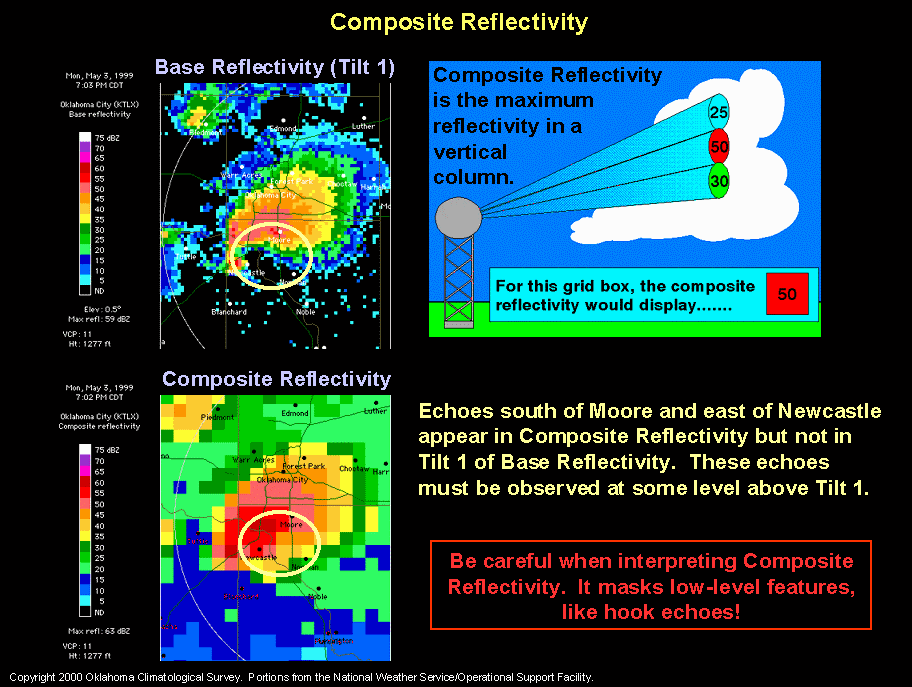 Composite Reflectivity
Base Reflectivity (Tilt 1)
Mon, May 3, 1999
7:03 PM CDT
Oklahoma City (KTLX)
Base reflectivity
75 dBZ
70
65
60
55
50
45
40
35
30
25
20
15
10
5
ND
Elev : 0.5°
Max refl: 59 dBZ
VCP: 11
Ht: 1277 ft
Piedmont
Edmond
Luther
Warr Acres
Forest Park
Choctaw
Harrah
Oklahoma City
Moore
Newcastle
Norman
Blanchard
Noble
Composite Reflectivity
is the maximum
reflectivity in a
vertical
column.
25
50
30
For this grid box, the composite
reflectivity would display.......
50
Composite Reflectivity
Mon, May 3, 1999
7:02 PM CDT
Oklahoma City (KTLX)
Composite reflectivity
75 dBZ
70
65
60
55
50
45
40
35
30
25
20
15
10
5
ND
Max refl: 63 dBZ
VCP: 11
Ht: 1277 ft
Piedmont
Edmond
Luther
Warr Acres
Forest Park
Choctaw
Harr
Oklahoma City
Moore
Newcastle
Norman
Noble
Echoes south of Moore and east of Newcastle
appear in Composite Reflectivity but not in
Tilt 1 of Base Reflectivity.  These echoes
must be observed at some level above Tilt 1.
Be careful when interpreting Composite
Reflectivity.  It masks low-level features,
like hook echoes!
Copyright 2000 Oklahoma Climatological Survey.  Portions from the National Weather Service/Operational Support Facility.